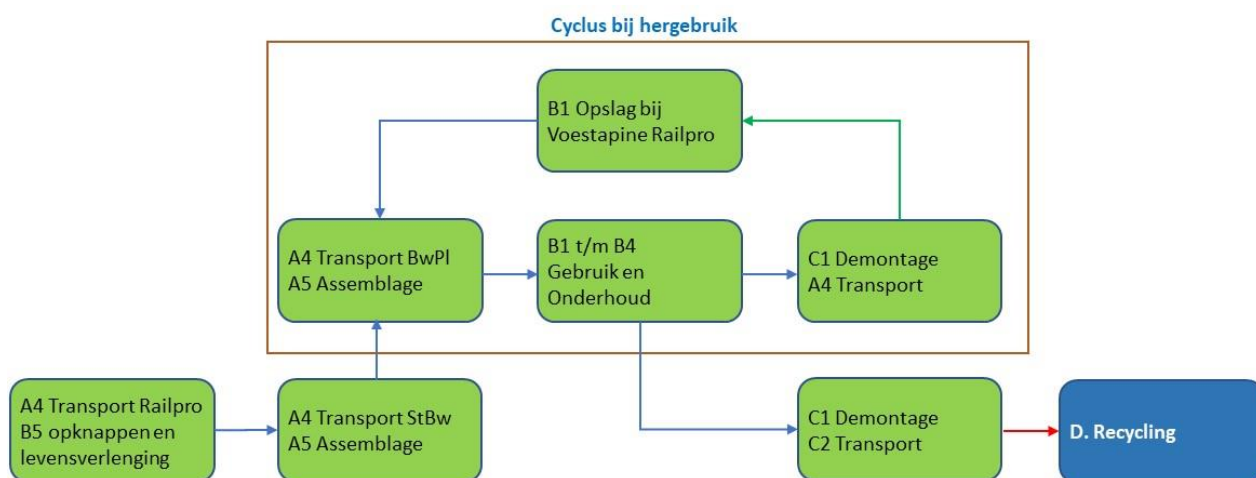 Cyclus bij hergebruik
B1 Opslag bij
Voestapine Railpro
A4 Transport BwPl
A5 Assemblage
B1 t/m B4
Gebruik en
Onderhoud
C1 Demontage
A4 Transport
A4 Transport Railpro
B5 opknappen en
levensverlenging
A4 Transport StBw
A5 Assemblage
C1 Demontage
C2 Transport
D. Recycling